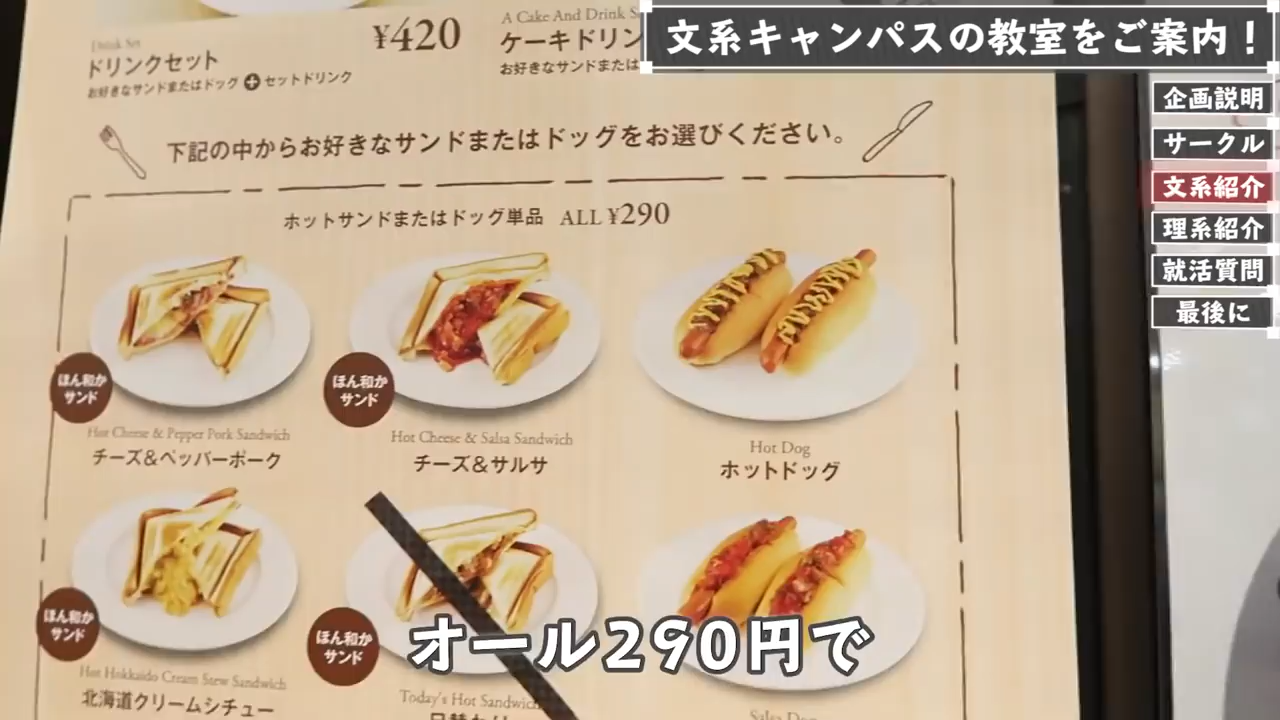 文系キャンパスの教室をご案内！
企画説明
サークル
文系紹介
理系紹介
就活質問
最後に
Drink Set
ドリンクセット
¥420
お好きなサンドまたはドッグ + セットドリンク
A Cake And Drink
ケーキドリン
お好きなサンドまたは
下記の中からお好きなサンドまたはドッグをお選びください。
ホットサンドまたはドッグ単品 ALL ¥290
ほん和か
サンド
Hot Cheese & Pepper Pork Sandwich
チーズ&ペッパーポーク
ほん和か
サンド
Hot Cheese & Salsa Sandwich
チーズ&サルサ
Hot Dog
ホットドッグ
ほん和か
サンド
Hot Hokkaido Cream Stew Sandwich
北海道クリームシチュー
ほん和か
サンド
Today's Hot Sandwich
Salsa Dog
オール290円で